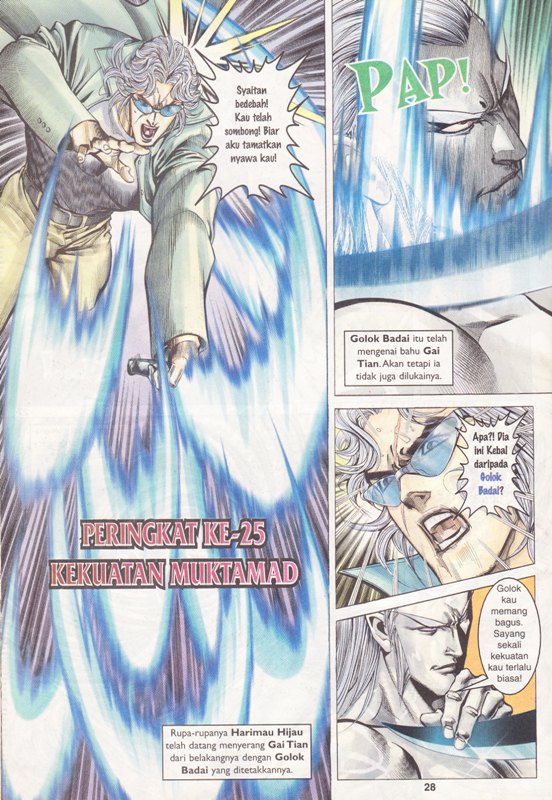 Syaitan
bedebah!
Kau telah
sombong! Biar
aku tamatkan
nyawa kau!
PERINGKAT KE-25
KEKUATAN MUKTAMAD
Rupa-rupanya Harimau Hijau
telah datang menyerang Gai Tian
dari belakangnya dengan Golok
Badai yang ditetakkannya.
PAP!
Golok Badai itu telah
mengenai bahu Gai
Tian. Akan tetapi ia
tidak juga dilukainya.
Apa?! Dia
ini Kebal
daripada
Golok
Badai?
Golok
kau
memang
bagus.
Sayang
sekali
kekuatan
kau terlalu
biasa!
28